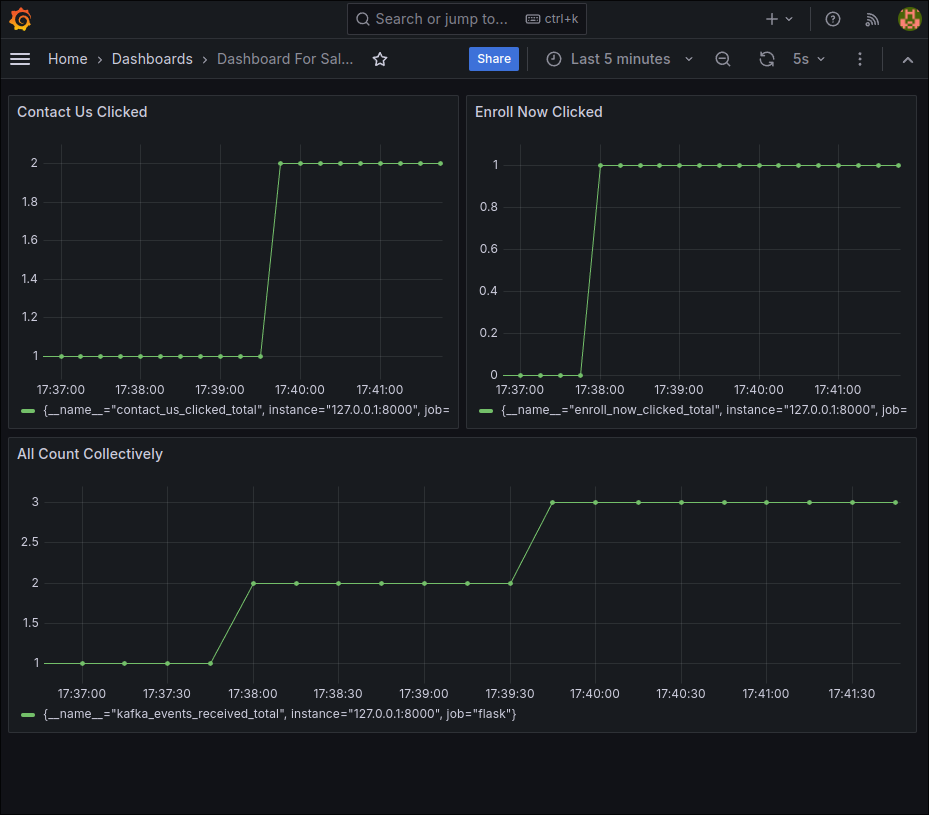 Search or jump to... ctrl+k
Home > Dashboards > Dashboard For Sal... Share Last 5 minutes 5s
Contact Us Clicked
2
1.8
1.6
1.4
1.2
1
17:37:00 17:38:00 17:39:00 17:40:00 17:41:00
{__name__="contact_us_clicked_total", instance="127.0.0.1:8000", job=
Enroll Now Clicked
1
0.8
0.6
0.4
0.2
0
17:37:00 17:38:00 17:39:00 17:40:00 17:41:00
{__name__="enroll_now_clicked_total", instance="127.0.0.1:8000", job=
All Count Collectively
3
2.5
2
1.5
1
17:37:00 17:37:30 17:38:00 17:38:30 17:39:00 17:39:30 17:40:00 17:40:30 17:41:00 17:41:30
{__name__="kafka_events_received_total", instance="127.0.0.1:8000", job="flask"}